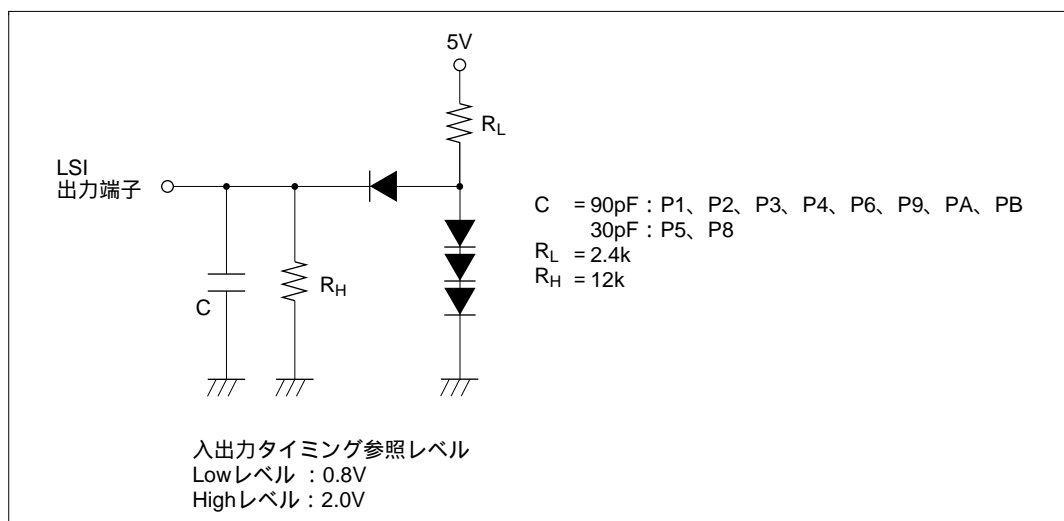 5V
RL
LSI
出力端子
C = 90pF：P1、P2、P3、P4、P6、P9、PA、PB
30pF：P5、P8
RL = 2.4k
RH = 12k
RH
C
入出力タイミング参照レベル
Lowレベル ：0.8V
Highレベル：2.0V